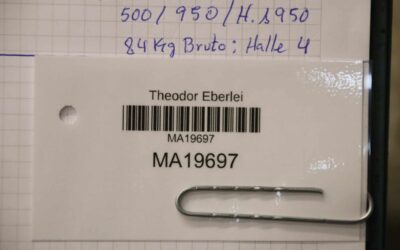 500/950/H.1950
84 Kg Bruto; Halle 4
Theodor Eberlei
MA19697
MA19697